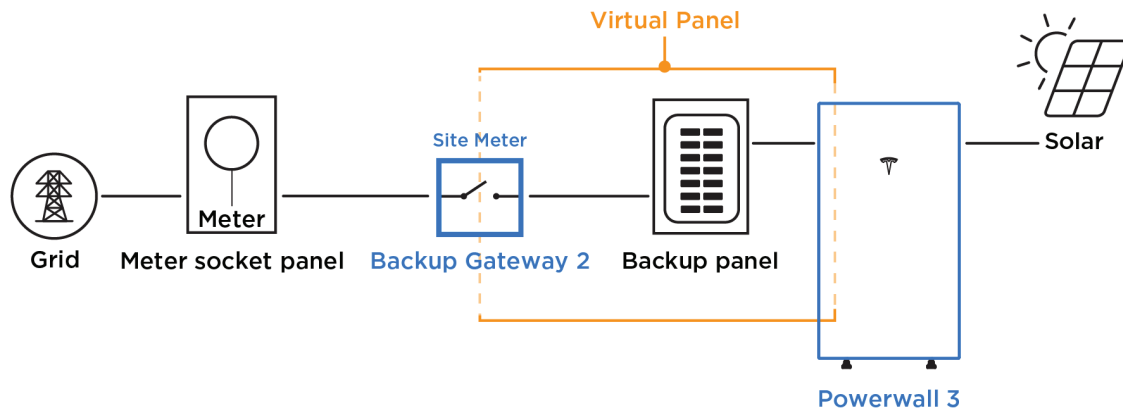 Virtual Panel
Solar
Site Meter
Meter
Grid
Meter socket panel
Backup Gateway 2
Backup panel
Powerwall 3